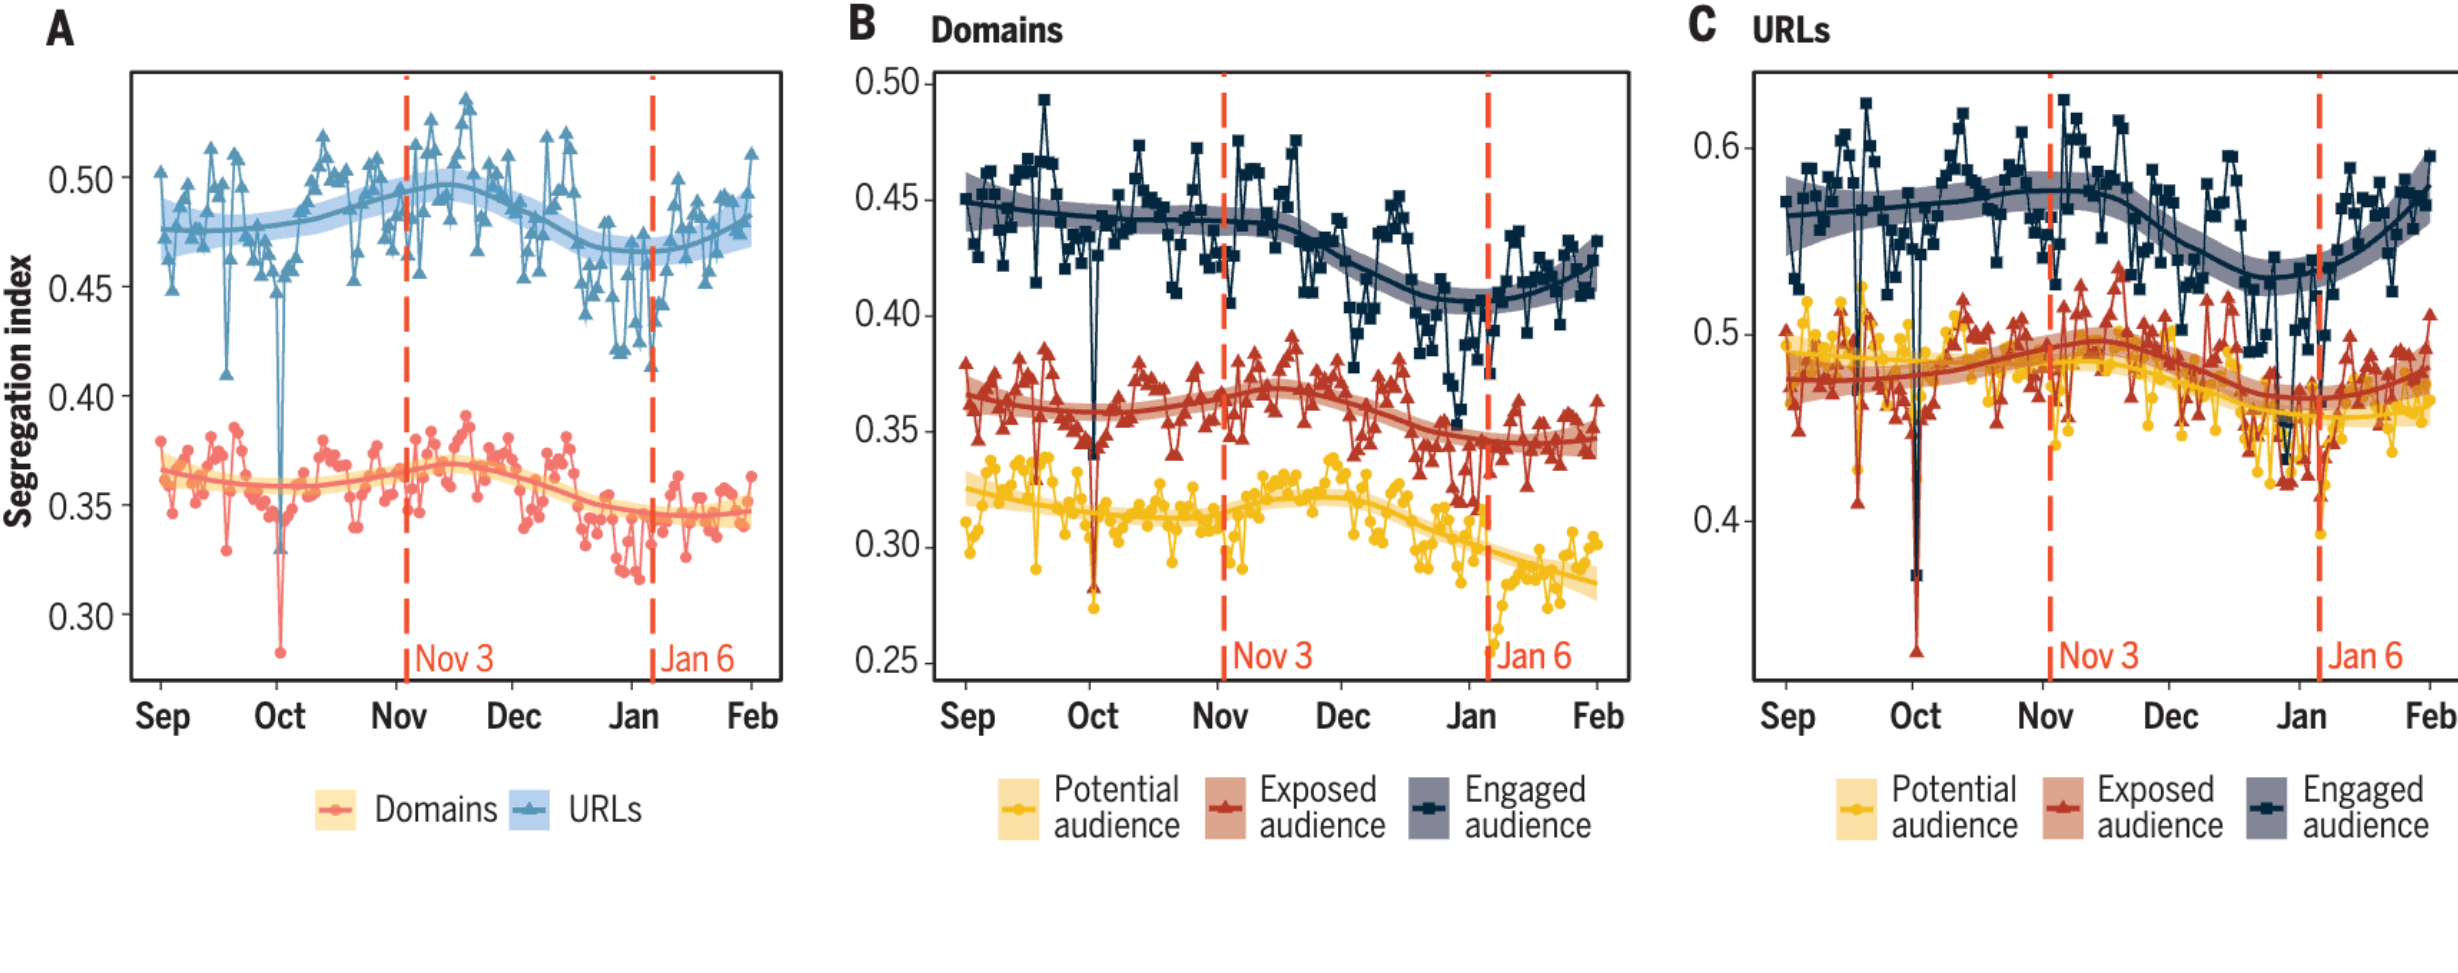 A
B
Domains
C
URLs
Segregation index
0.50
0.45
0.40
0.35
0.30
Nov 3
Jan 6
Sep
Oct
Nov
Dec
Jan
Feb
Domains
URLs
0.50
0.45
0.40
0.35
0.30
0.25
Nov 3
Jan 6
Sep
Oct
Nov
Dec
Jan
Feb
Potential
audience
Exposed
audience
Engaged
audience
0.6
0.5
0.4
Nov 3
Jan 6
Sep
Oct
Nov
Dec
Jan
Feb
Potential
audience
Exposed
audience
Engaged
audience